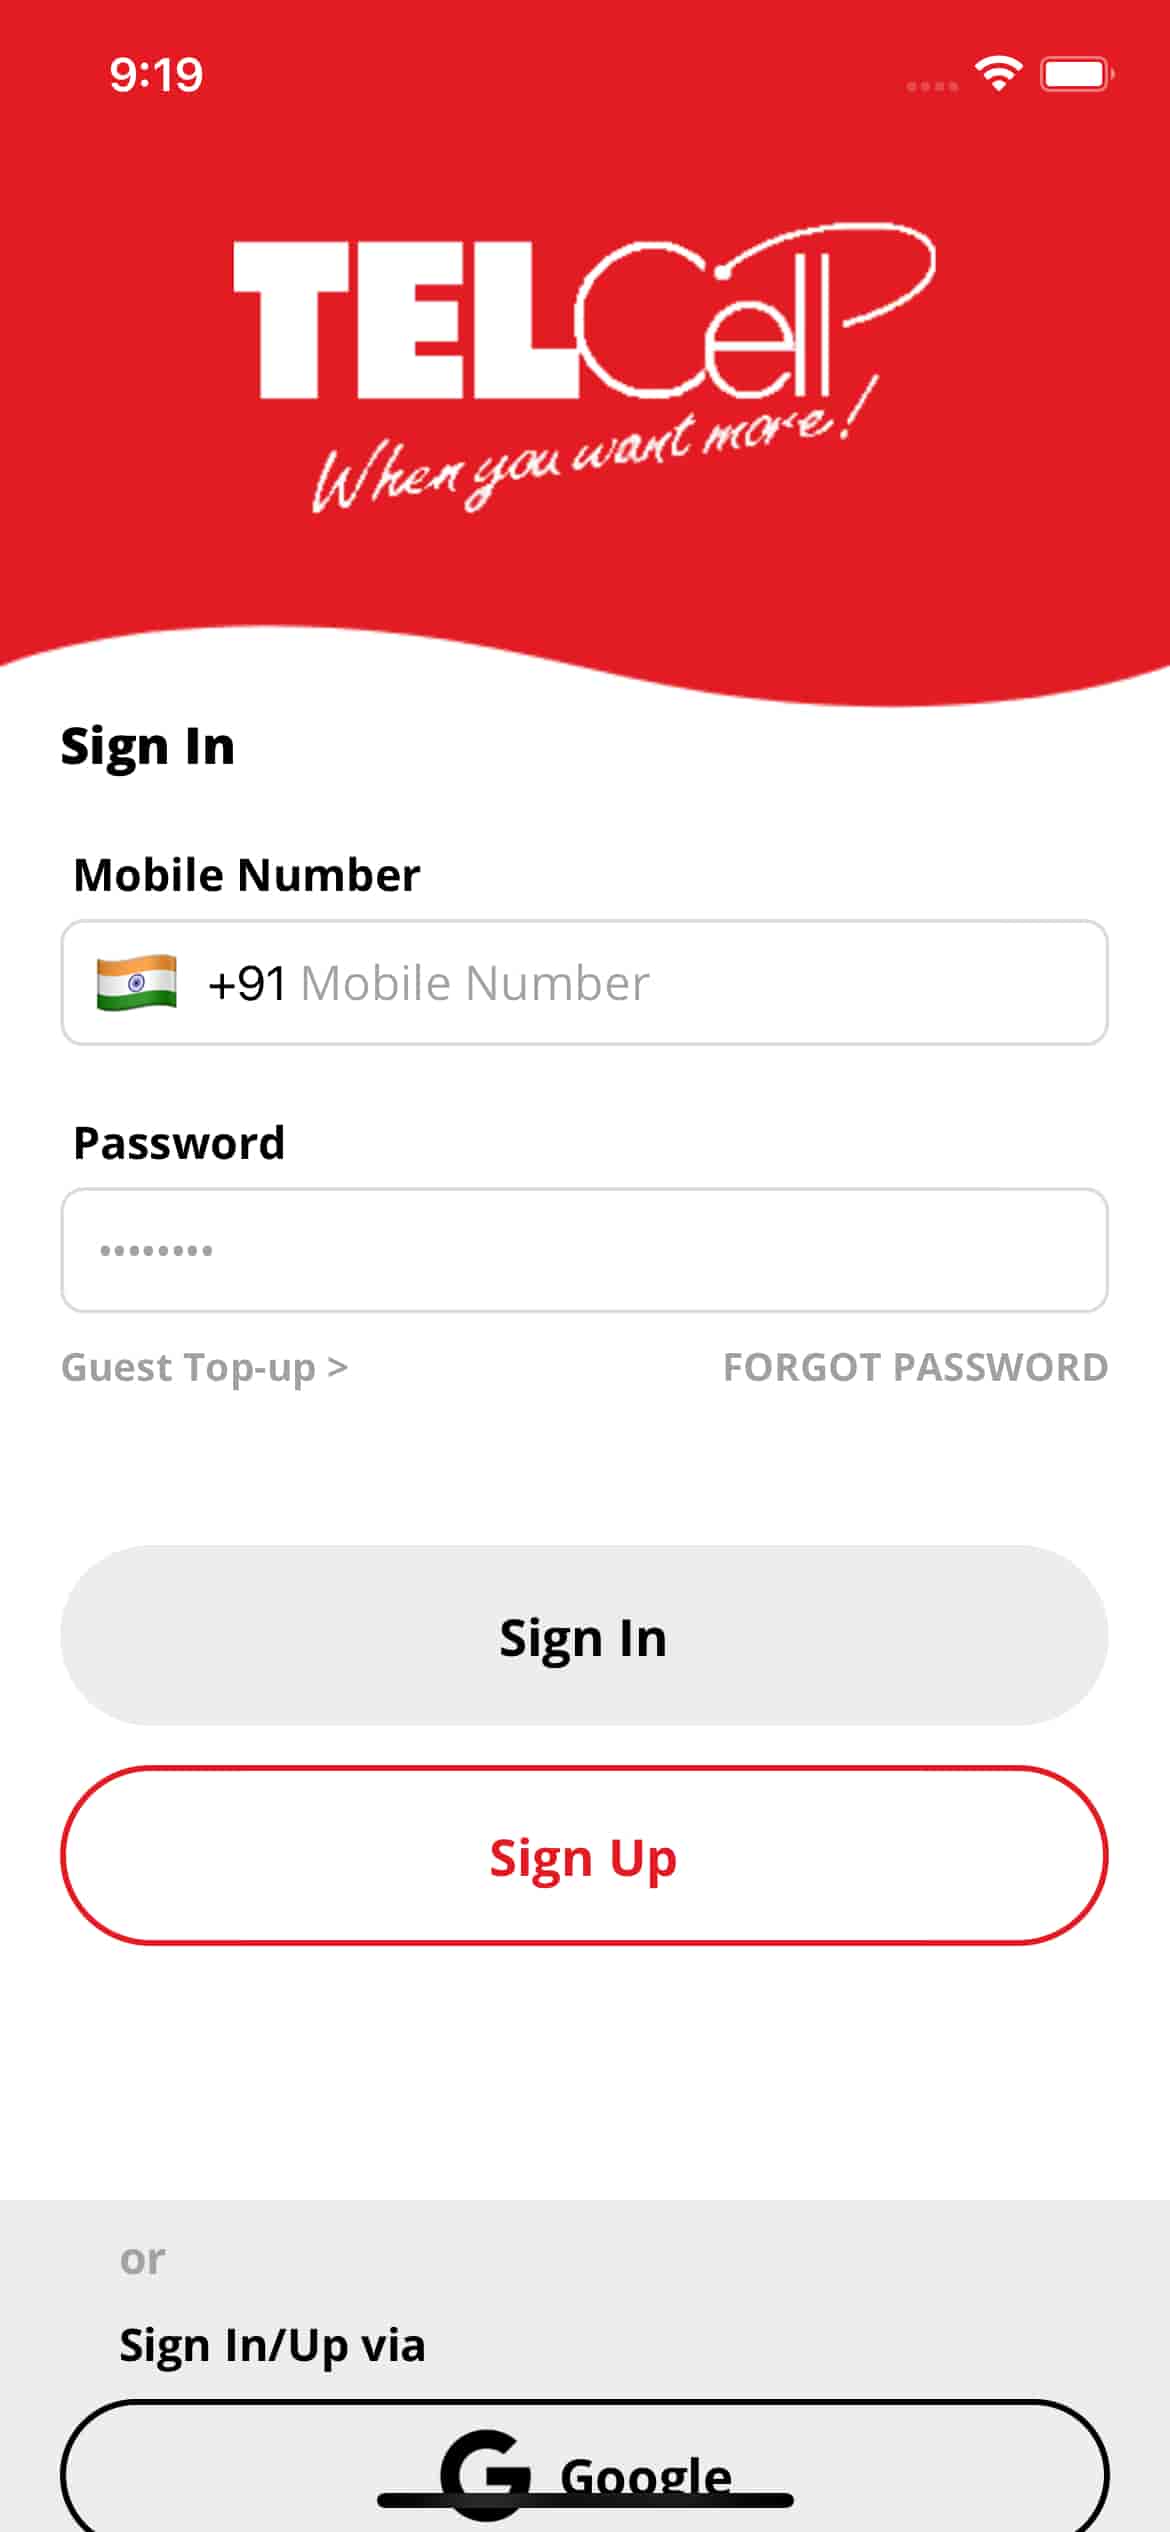 9:19
TELCell
When you want more!
Sign In
Mobile Number
+91 Mobile Number
Password
Guest Top-up >
FORGOT PASSWORD
Sign In
Sign Up
or
Sign In/Up via
G Google